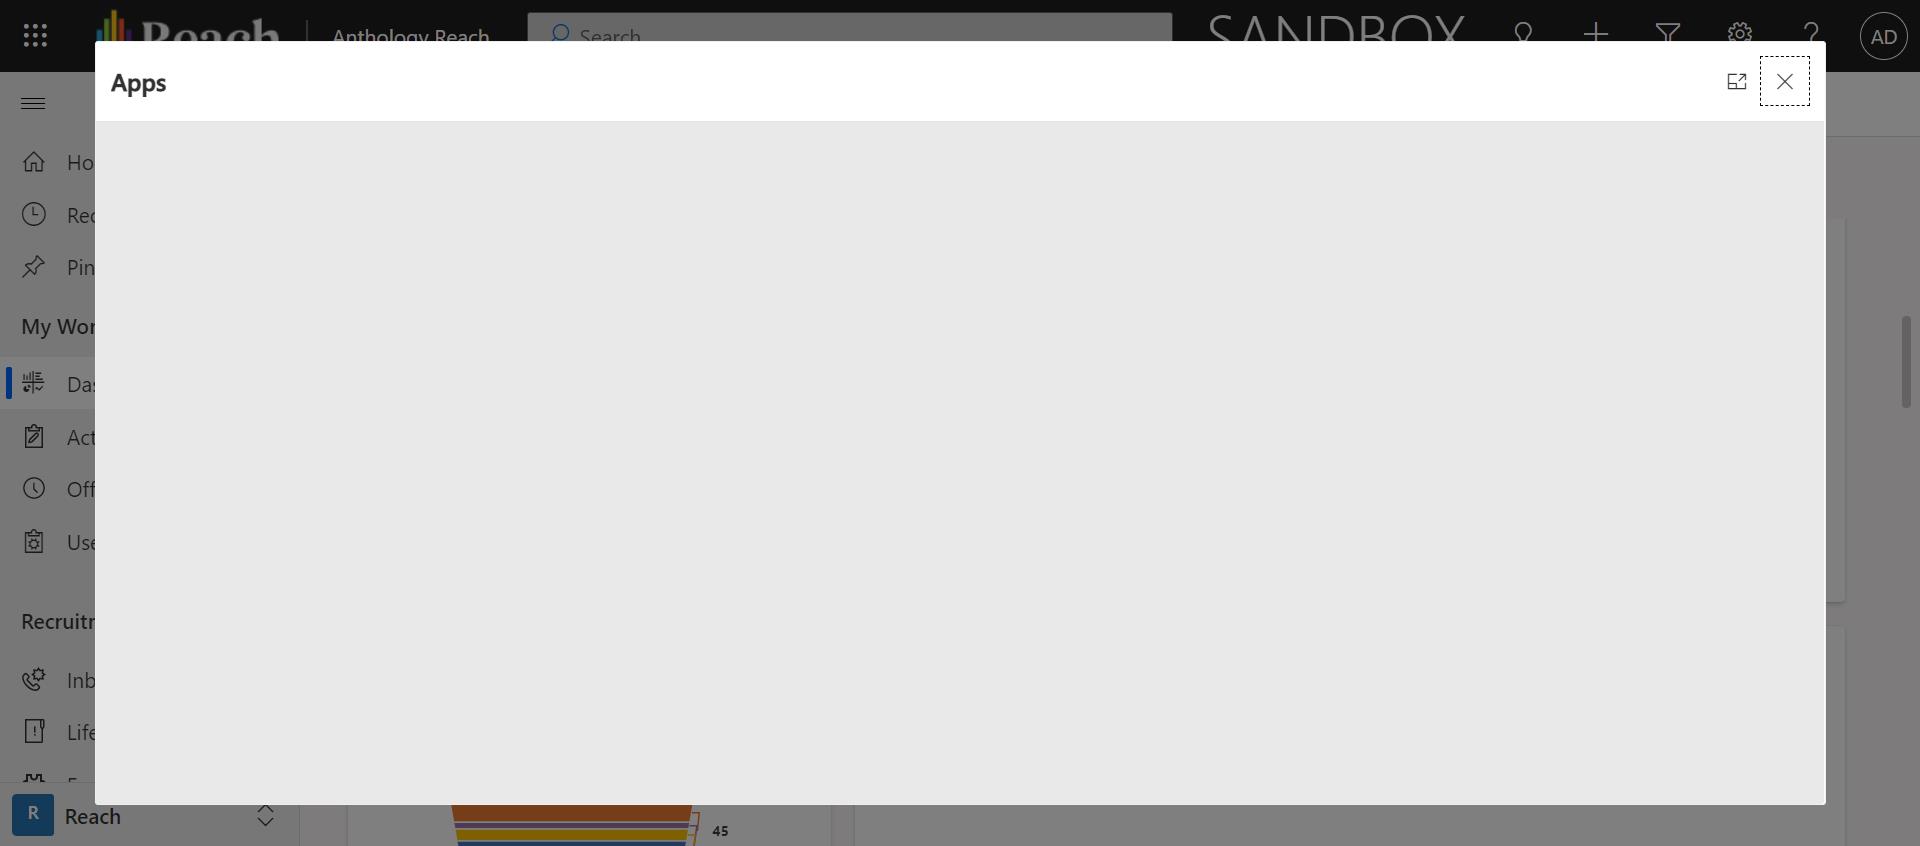 Reach
Anthology Reach
Search
SANDBOX
AD
Apps
Ho
Rec
Pin
My Wor
Das
Act
Off
Use
Recruitr
Inb
Life
R
Reach
45